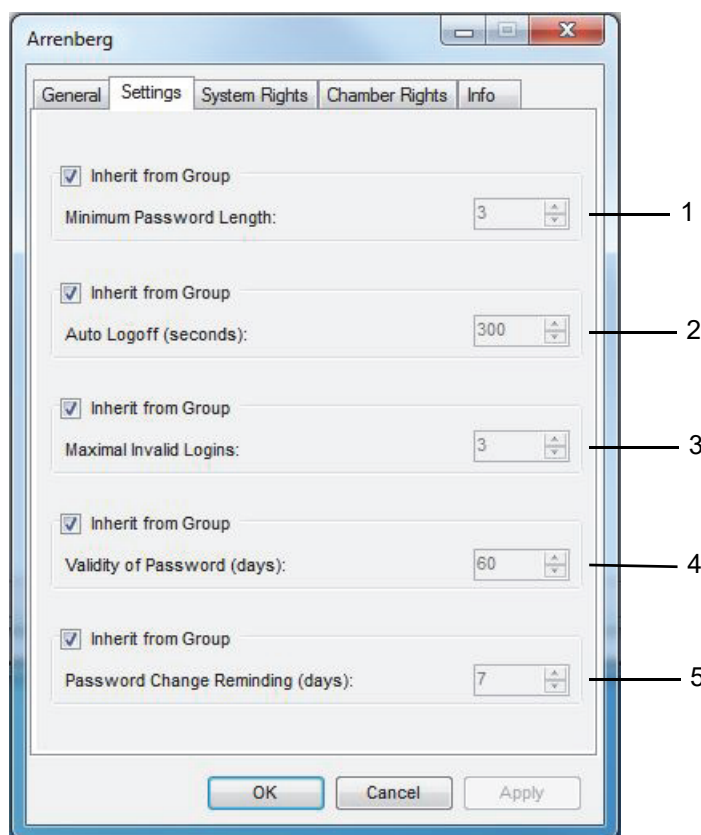 Arrenberg
General Settings System Rights Chamber Rights Info
Inherit from Group
Minimum Password Length: 3 1
Inherit from Group
Auto Logoff (seconds): 300 2
Inherit from Group
Maximal Invalid Logins: 3 3
Inherit from Group
Validity of Password (days): 60 4
Inherit from Group
Password Change Reminding (days): 7 5
OK Cancel Apply